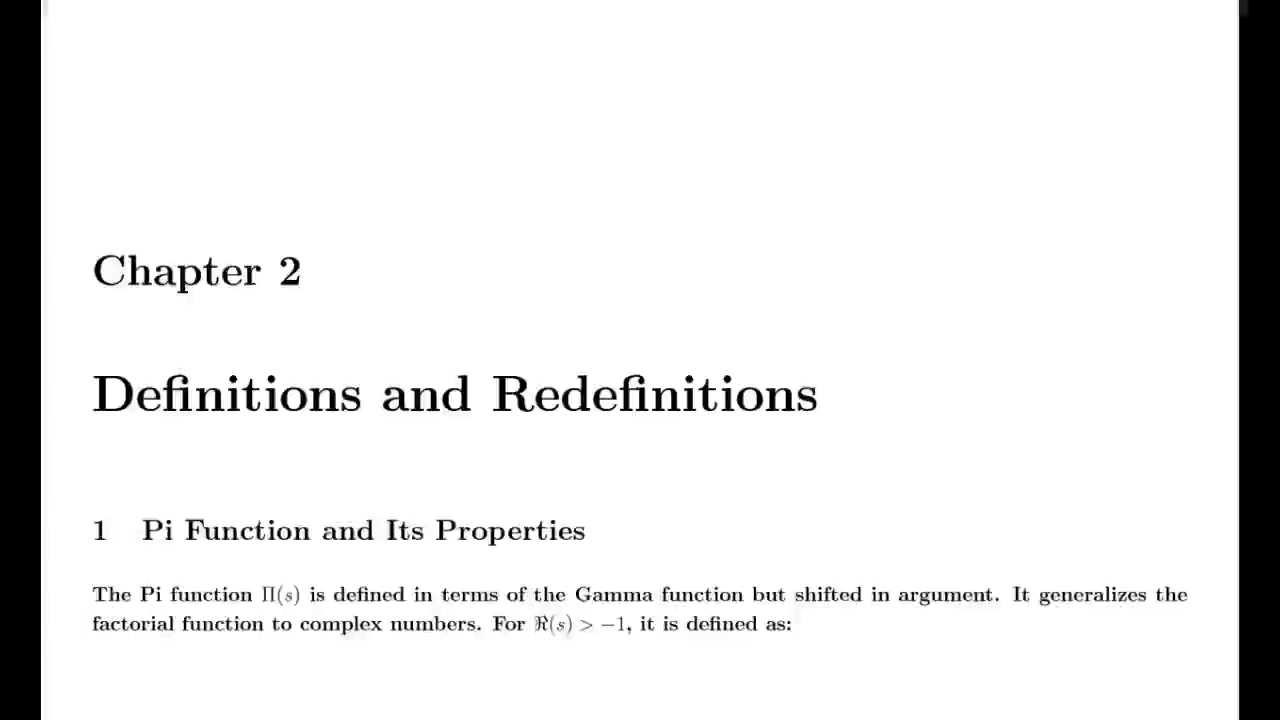 Chapter 2
Definitions and Redefinitions
1 Pi Function and Its Properties
The Pi function Π(s) is defined in terms of the Gamma function but shifted in argument. It generalizes the
factorial function to complex numbers. For ℜ(s) > −1, it is defined as: